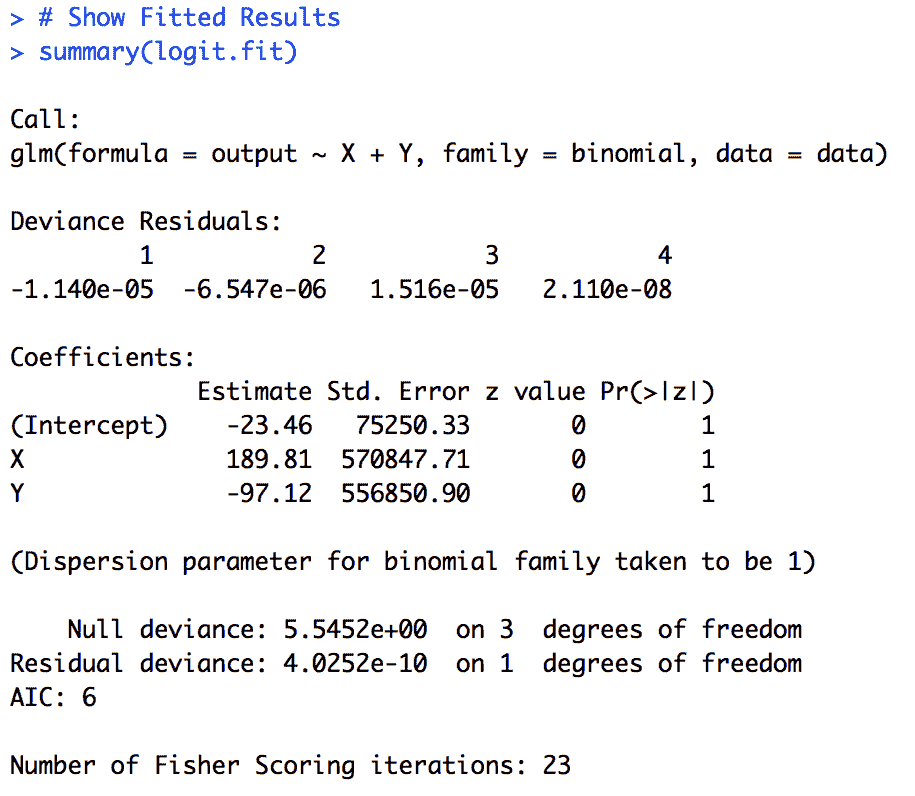 > # Show Fitted Results
> summary(logit.fit)
Call:
glm(formula = output ~ X + Y, family = binomial, data = data)
Deviance Residuals:
1 2 3 4
-1.140e-05 -6.547e-06 1.516e-05 2.110e-08
Coefficients:
Estimate Std. Error z value Pr(>|z|)
(Intercept) -23.46 75250.33 0 1
X 189.81 570847.71 0 1
Y -97.12 556850.90 0 1
(Dispersion parameter for binomial family taken to be 1)
Null deviance: 5.5452e+00 on 3 degrees of freedom
Residual deviance: 4.0252e-10 on 1 degrees of freedom
AIC: 6
Number of Fisher Scoring iterations: 23